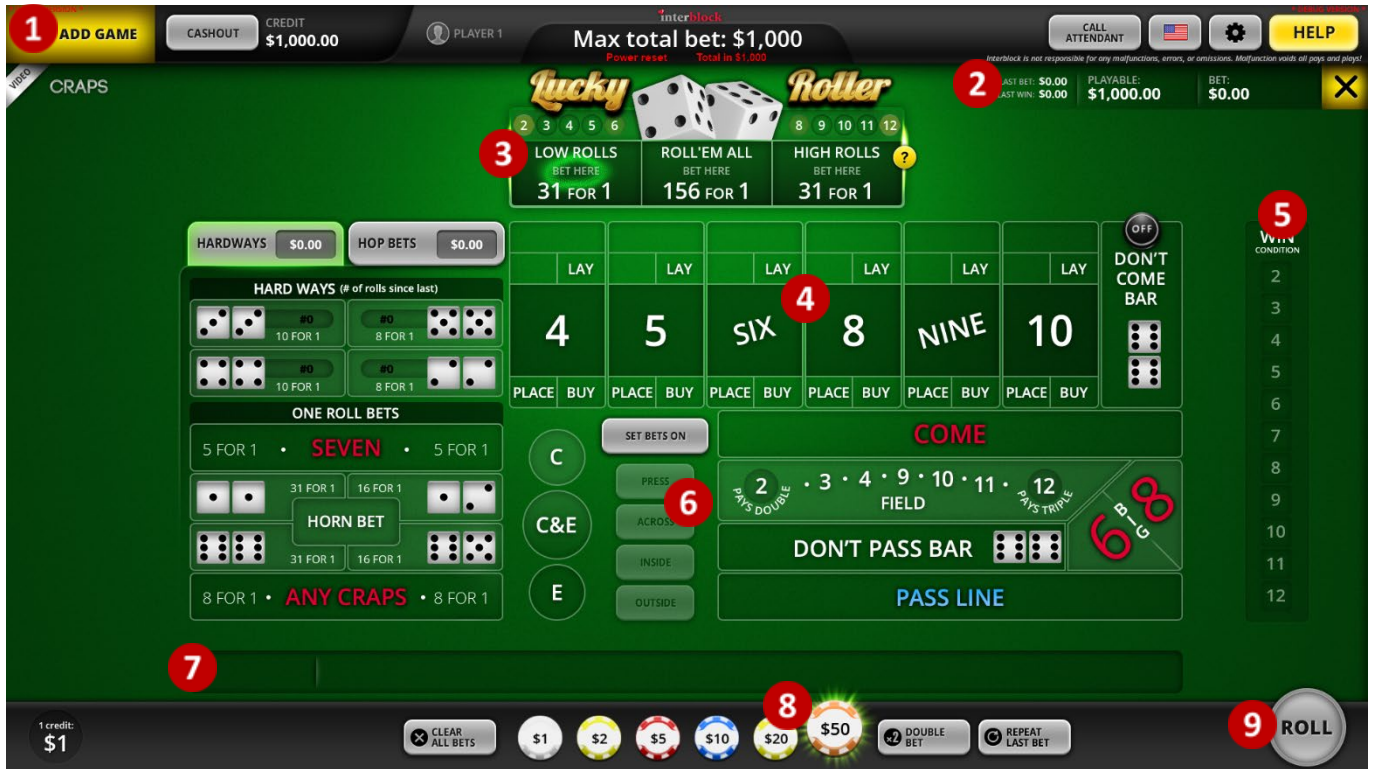 1
ADD GAME
CASHOUT
CREDIT
$1,000.00
PLAYER 1
interblock
Max total bet: $1,000
Power reset Total in $1.000
CALL ATTENDANT
HELP
Interblock is not responsible for any malfunctions, errors, or omissions. Malfunction voids all pays and plays!
VIDEO
CRAPS
Lucky Roller
2 3 4 5 6
8 9 10 11 12
2
LAST BET: $0.00
LAST WIN: $0.00
PLAYABLE:
$1,000.00
BET:
$0.00
X
3
LOW ROLLS
BET HERE
31 FOR 1
ROLL'EM ALL
BET HERE
156 FOR 1
HIGH ROLLS
BET HERE
31 FOR 1
?
HARDWAYS $0.00
HOP BETS $0.00
HARD WAYS (# of rolls since last)
#0
10 FOR 1
#0
8 FOR 1
#0
10 FOR 1
#0
8 FOR 1
ONE ROLL BETS
5 FOR 1 • SEVEN • 5 FOR 1
31 FOR 1 16 FOR 1
HORN BET
31 FOR 1 16 FOR 1
8 FOR 1 • ANY CRAPS • 8 FOR 1
LAY LAY LAY LAY LAY LAY
4 5 SIX 8 NINE 10
4
PLACE BUY PLACE BUY PLACE BUY PLACE BUY PLACE BUY PLACE BUY
OFF
DON'T
COME
BAR
5
WIN
CONDITION
2
3
4
5
6
7
8
9
10
11
12
C
C&E
E
SET BETS ON
PRESS
6
ACROSS
INSIDE
OUTSIDE
COME
2 • 3 • 4 • 9 • 10 • 11 • 12
PAYS DOUBLE
FIELD
PAYS TRIPLE
DON'T PASS BAR
6 BIG 8
PASS LINE
7
1 credit:
$1
CLEAR
ALL BETS
$1 $2 $5 $10 $20 $50
8
x2 DOUBLE
BET
REPEAT
LAST BET
9
ROLL